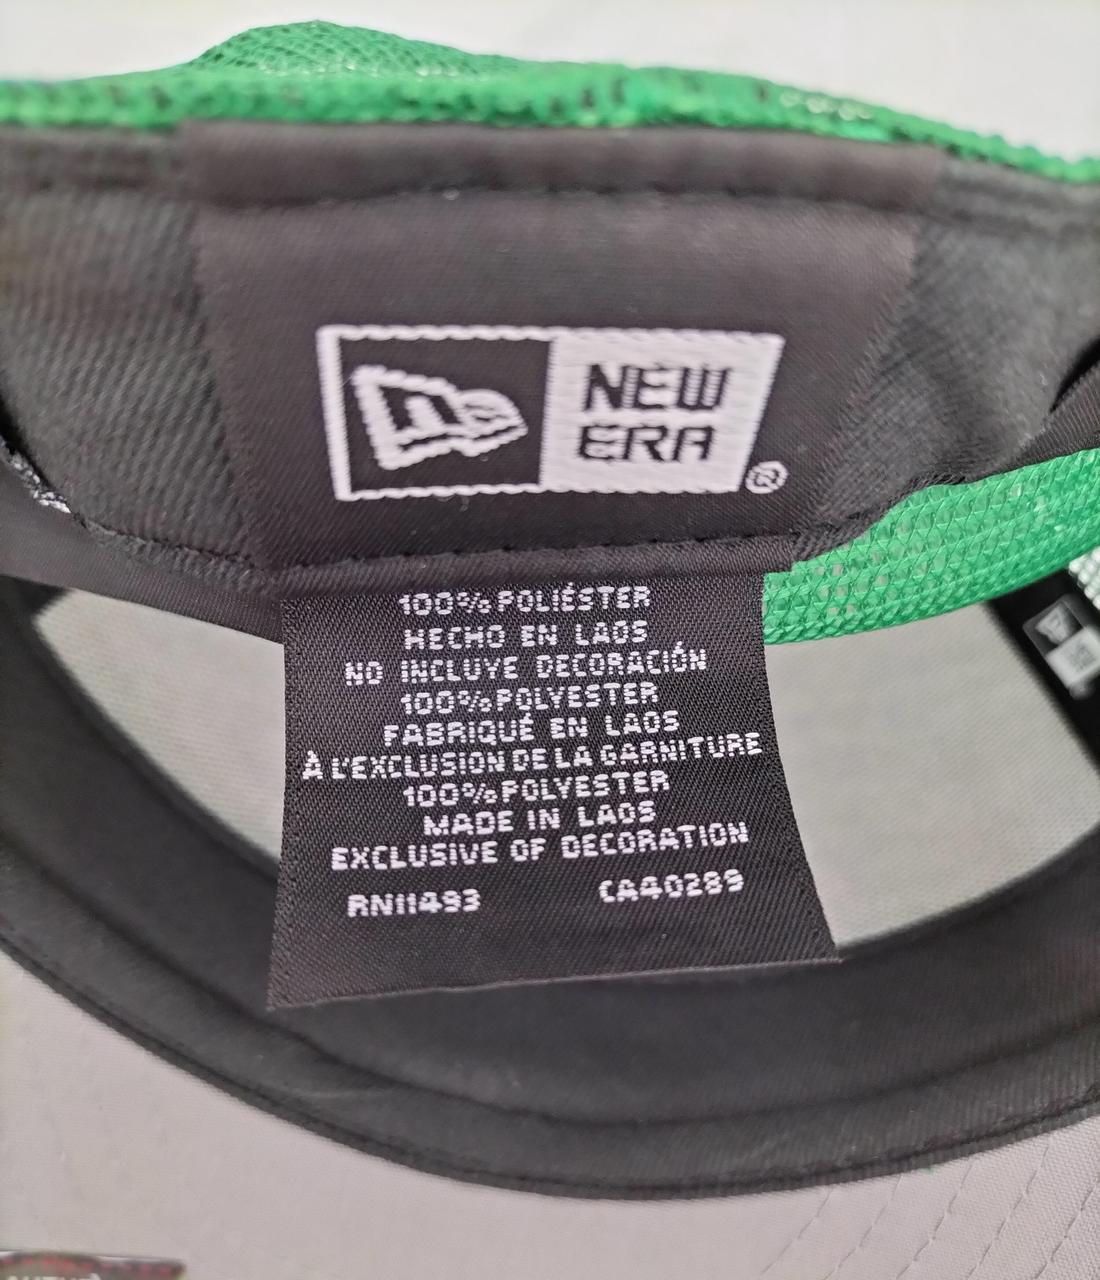 NEW
ERA
®
100% POLIÉSTER
HECHO EN LAOS
NO INCLUYE DECORACIÓN
100% POLYESTER
FABRIQUÉ EN LAOS
À L'EXCLUSION DE LA GARNITURE
100% POLYESTER
MADE IN LAOS
EXCLUSIVE OF DECORATION
RN11493 CA40289